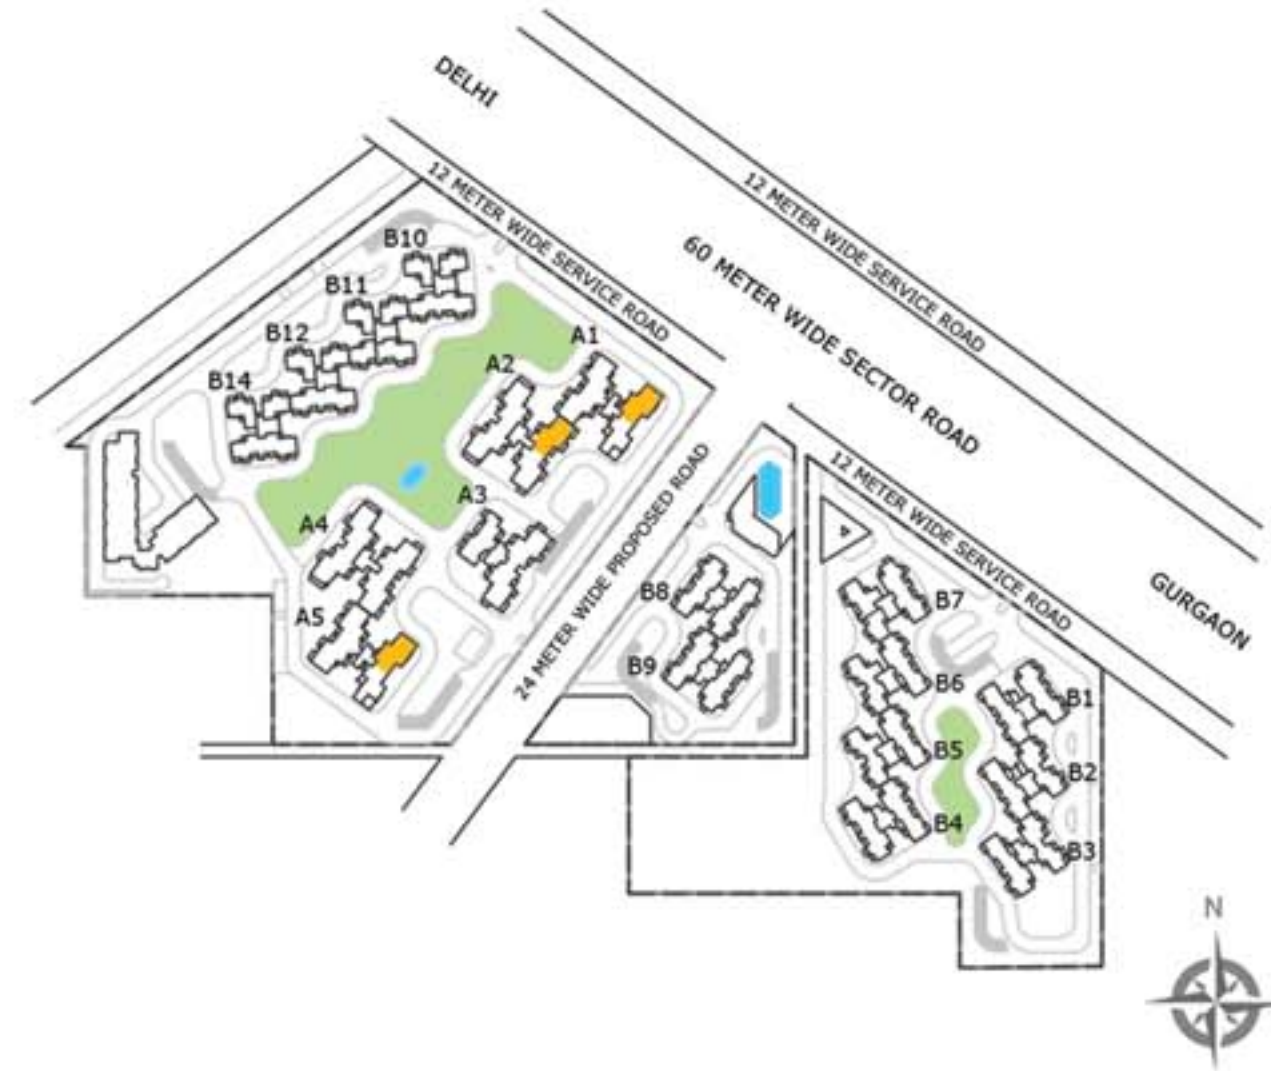 DELHI
12 METER WIDE SERVICE ROAD
12 METER WIDE SERVICE ROAD
60 METER WIDE SECTOR ROAD
B10
B11
B12
B14
A1
A2
A3
A4
A5
24 METER WIDE PROPOSED ROAD
12 METER WIDE SERVICE ROAD
GURGAON
B8
B9
B7
B6
B5
B4
B1
B2
B3
N